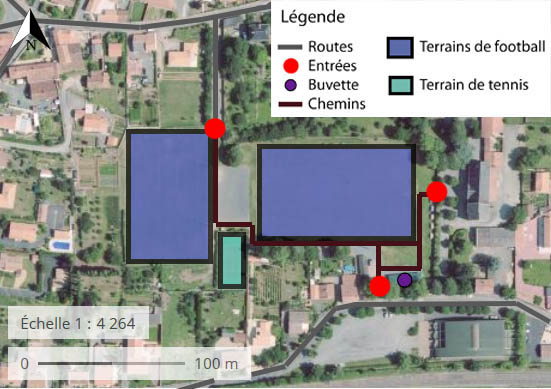 Légende
Routes
Entrées
Buvette
Chemins
Terrains de football
Terrain de tennis
N
Échelle 1 : 4 264
0 100 m